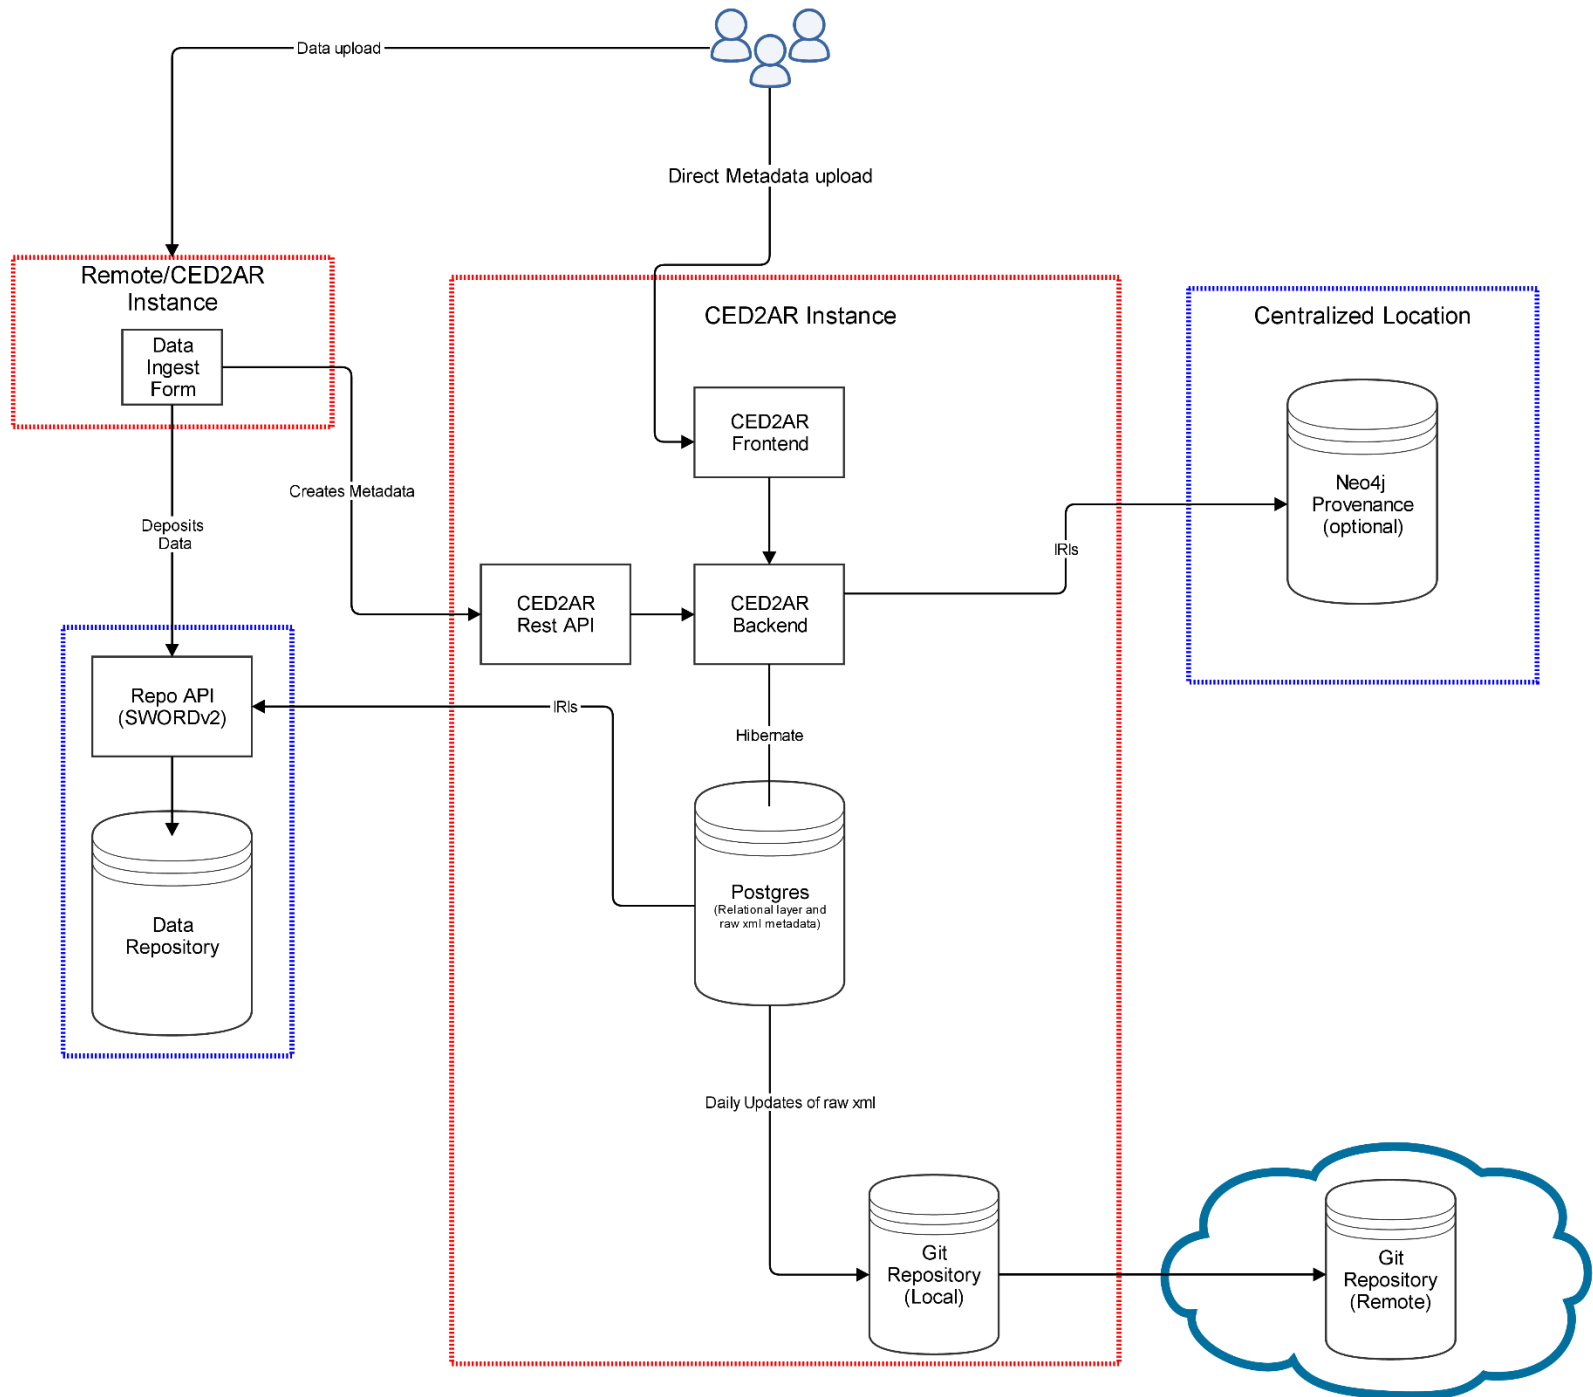 Data upload
Direct Metadata upload
Remote/CED2AR
Instance
Data
Ingest
Form
CED2AR Instance
Centralized Location
CED2AR
Frontend
Neo4j
Provenance
(optional)
Creates Metadata
Deposits
Data
IRIs
CED2AR
Rest API
CED2AR
Backend
Repo API
(SWORDv2)
IRIs
Hibernate
Postgres
(Relational layer and
raw xml metadata)
Data
Repository
Daily Updates of raw xml
Git
Repository
(Local)
Git
Repository
(Remote)